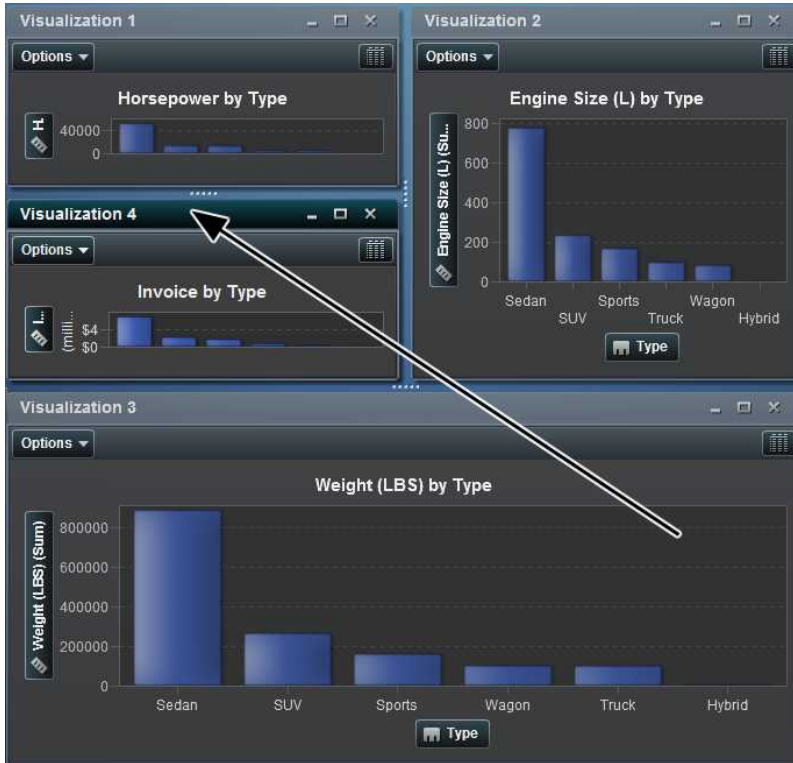 Visualization 1
Options
Horsepower by Type
H.
40000
0
Visualization 4
Options
Invoice by Type
I...
(milli...
$4
$0
Visualization 2
Options
Engine Size (L) by Type
Engine Size (L) (Su...
800
600
400
200
0
Sedan
SUV
Sports
Truck
Wagon
Hybrid
Type
Visualization 3
Options
Weight (LBS) by Type
Weight (LBS) (Sum)
800000
600000
400000
200000
0
Sedan
SUV
Sports
Wagon
Truck
Hybrid
Type